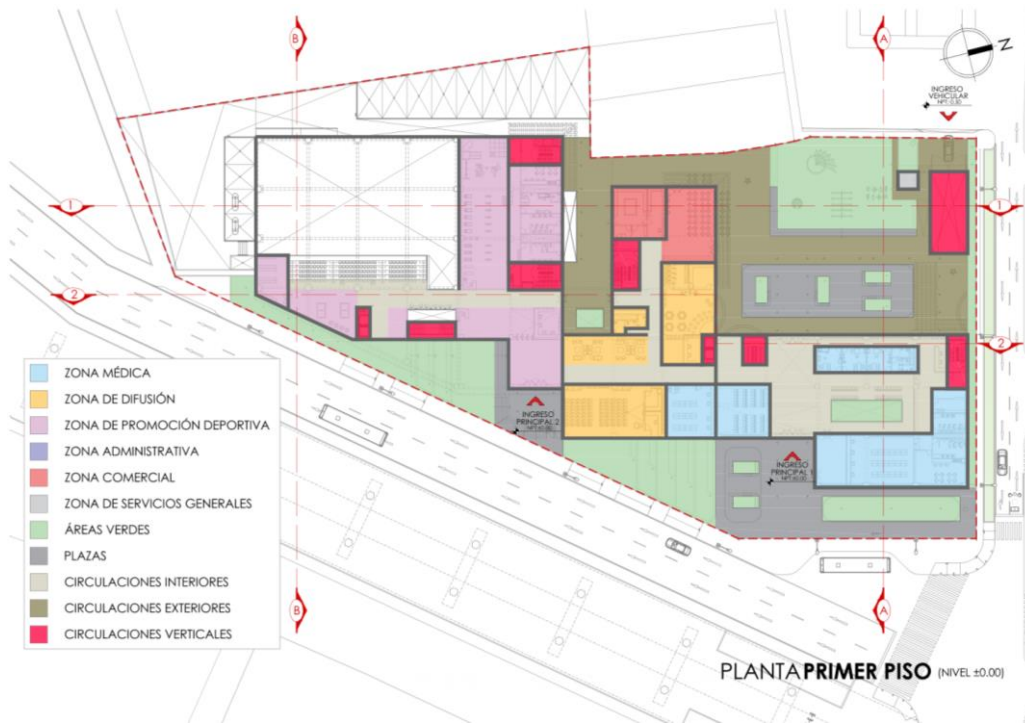 B
A
N
INGRESO
VEHICULAR
1
1
2
2
ZONA MÉDICA
ZONA DE DIFUSIÓN
ZONA DE PROMOCIÓN DEPORTIVA
ZONA ADMINISTRATIVA
ZONA COMERCIAL
ZONA DE SERVICIOS GENERALES
ÁREAS VERDES
PLAZAS
CIRCULACIONES INTERIORES
CIRCULACIONES EXTERIORES
CIRCULACIONES VERTICALES
INGRESO
PRINCIPAL 2
INGRESO
PRINCIPAL 1
B
A
PLANTA PRIMER PISO (NIVEL ±0.00)